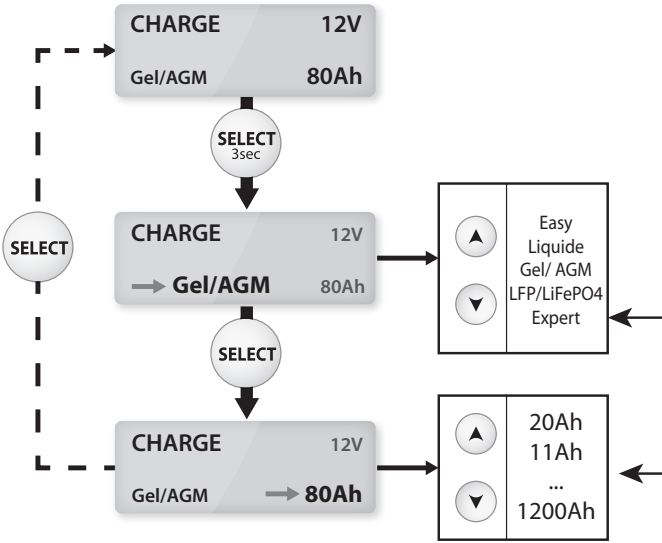 CHARGE 12V
Gel/AGM 80Ah
SELECT
3sec
SELECT
CHARGE 12V
Gel/AGM 80Ah
Easy
Liquide
Gel/ AGM
LFP/LiFePO4
Expert
SELECT
CHARGE 12V
Gel/AGM 80Ah
20Ah
11Ah
...
1200Ah